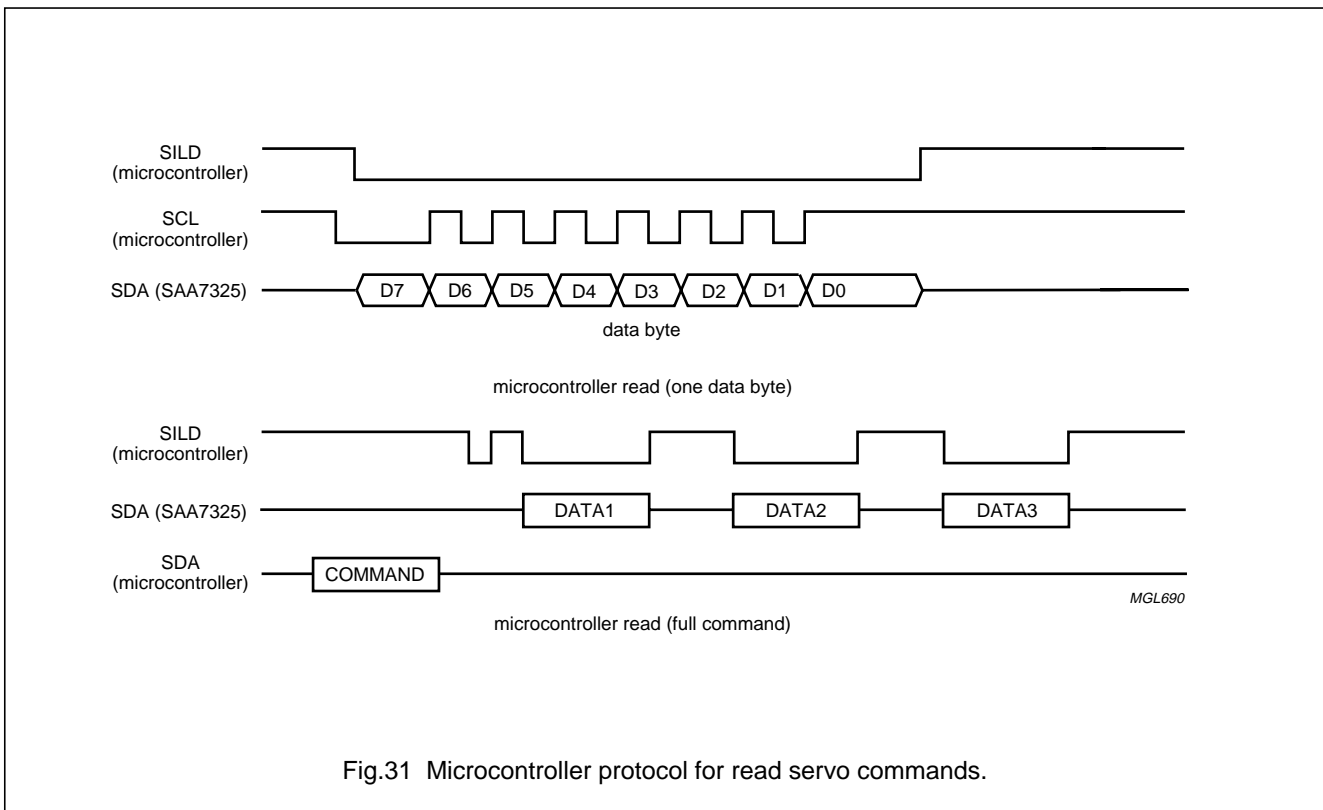 SILD
(microcontroller)
SCL
(microcontroller)
SDA (SAA7325)
D7 D6 D5 D4 D3 D2 D1 D0
data byte
microcontroller read (one data byte)
SILD
(microcontroller)
SDA (SAA7325)
DATA1 DATA2 DATA3
SDA
(microcontroller)
COMMAND
MGL690
microcontroller read (full command)
Fig.31 Microcontroller protocol for read servo commands.